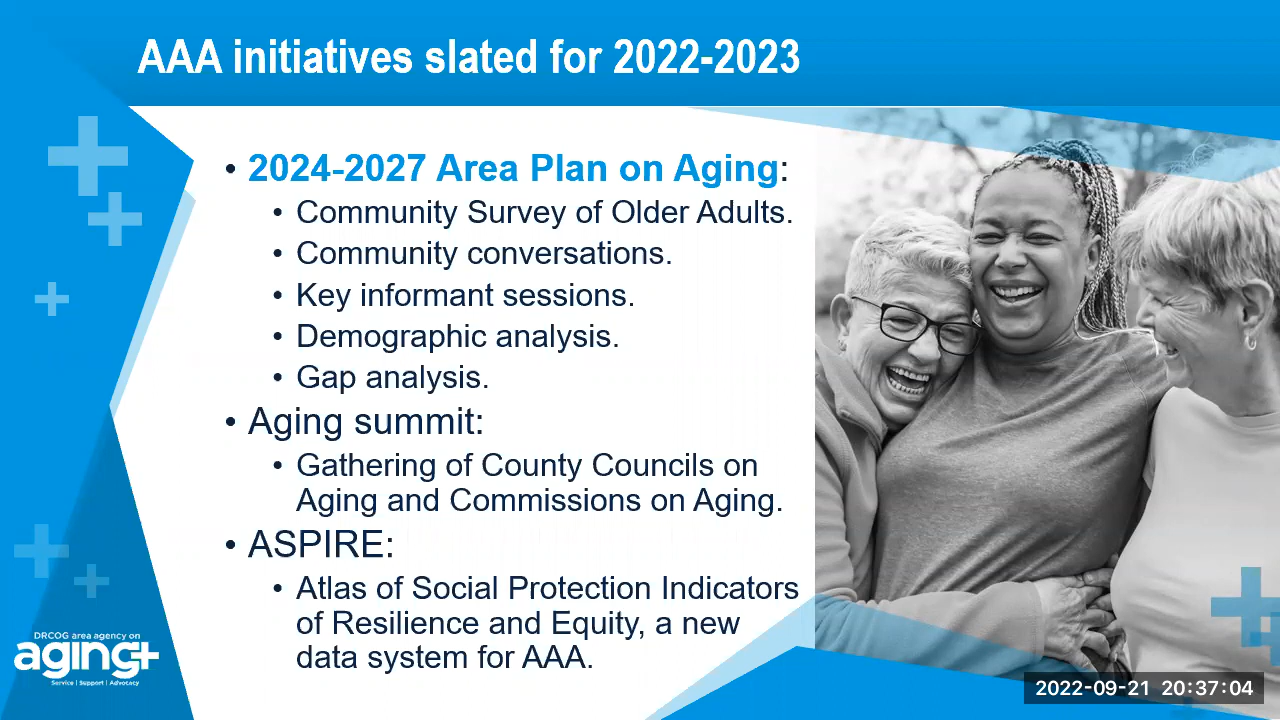 AAA initiatives slated for 2022-2023
• 2024-2027 Area Plan on Aging:
• Community Survey of Older Adults.
• Community conversations.
• Key informant sessions.
• Demographic analysis.
• Gap analysis.
• Aging summit:
• Gathering of County Councils on
Aging and Commissions on Aging.
• ASPIRE:
• Atlas of Social Protection Indicators
of Resilience and Equity, a new
data system for AAA.
DRCOG area agency on
aging+
Service | Support | Advocacy
2022-09-21 20:37:04